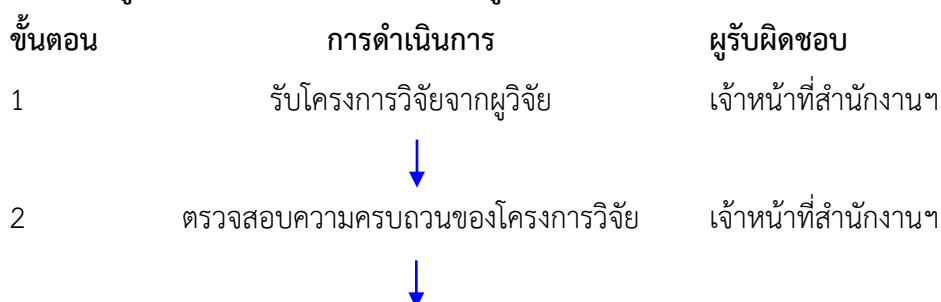 ขั้นตอน การดำเนินการ ผูรับผิดชอบ
1 รับโครงการวิจัยจากผูวิจัย เจ้าหน้าที่สำนักงานฯ
2 ตรวจสอบความครบถวนของโครงการวิจัย เจ้าหน้าที่สำนักงานฯ